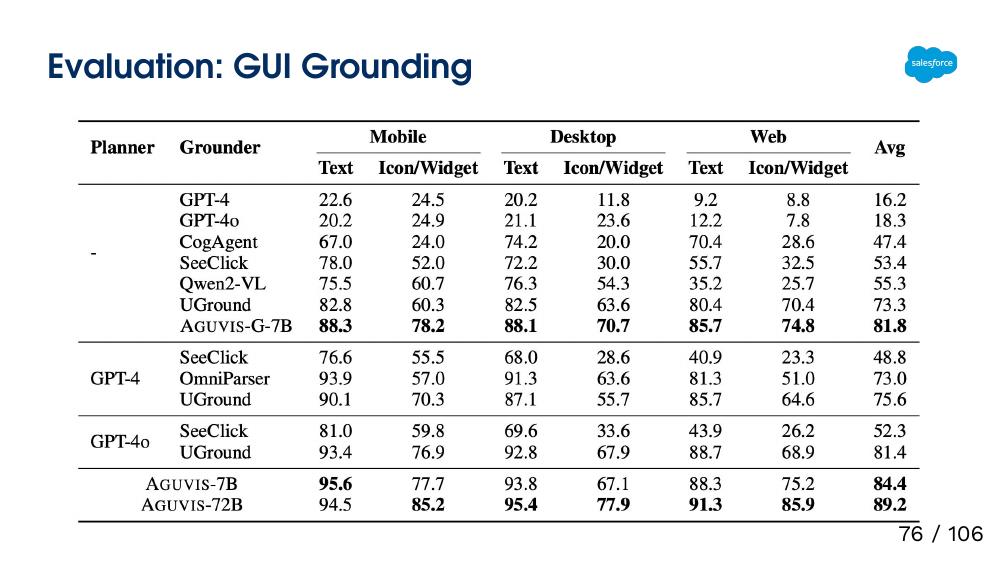 Evaluation: GUI Grounding
salesforce
Planner Grounder Mobile Desktop Web Avg
Text Icon/Widget Text Icon/Widget Text Icon/Widget
- GPT-4 22.6 24.5 20.2 11.8 9.2 8.8 16.2
GPT-4o 20.2 24.9 21.1 23.6 12.2 7.8 18.3
CogAgent 67.0 24.0 74.2 20.0 70.4 28.6 47.4
SeeClick 78.0 52.0 72.2 30.0 55.7 32.5 53.4
Qwen2-VL 75.5 60.7 76.3 54.3 35.2 25.7 55.3
UGround 82.8 60.3 82.5 63.6 80.4 70.4 73.3
AGUVIS-G-7B 88.3 78.2 88.1 70.7 85.7 74.8 81.8
GPT-4 SeeClick 76.6 55.5 68.0 28.6 40.9 23.3 48.8
OmniParser 93.9 57.0 91.3 63.6 81.3 51.0 73.0
UGround 90.1 70.3 87.1 55.7 85.7 64.6 75.6
GPT-4o SeeClick 81.0 59.8 69.6 33.6 43.9 26.2 52.3
UGround 93.4 76.9 92.8 67.9 88.7 68.9 81.4
AGUVIS-7B 95.6 77.7 93.8 67.1 88.3 75.2 84.4
AGUVIS-72B 94.5 85.2 95.4 77.9 91.3 85.9 89.2
76 / 106